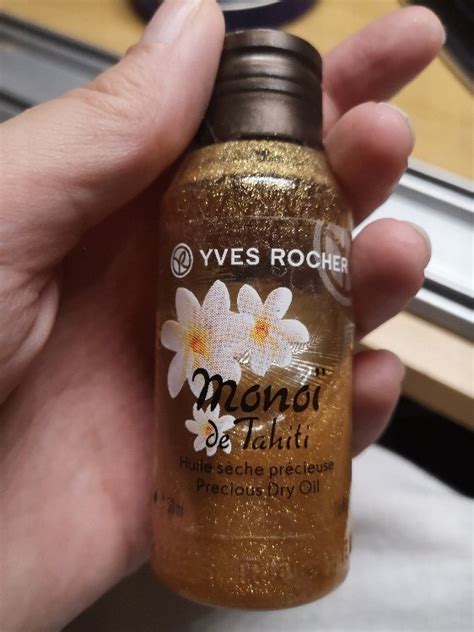 YVES ROCHER
Monoï
de Tahiti
Huile sèche précieuse
Precious Dry Oil